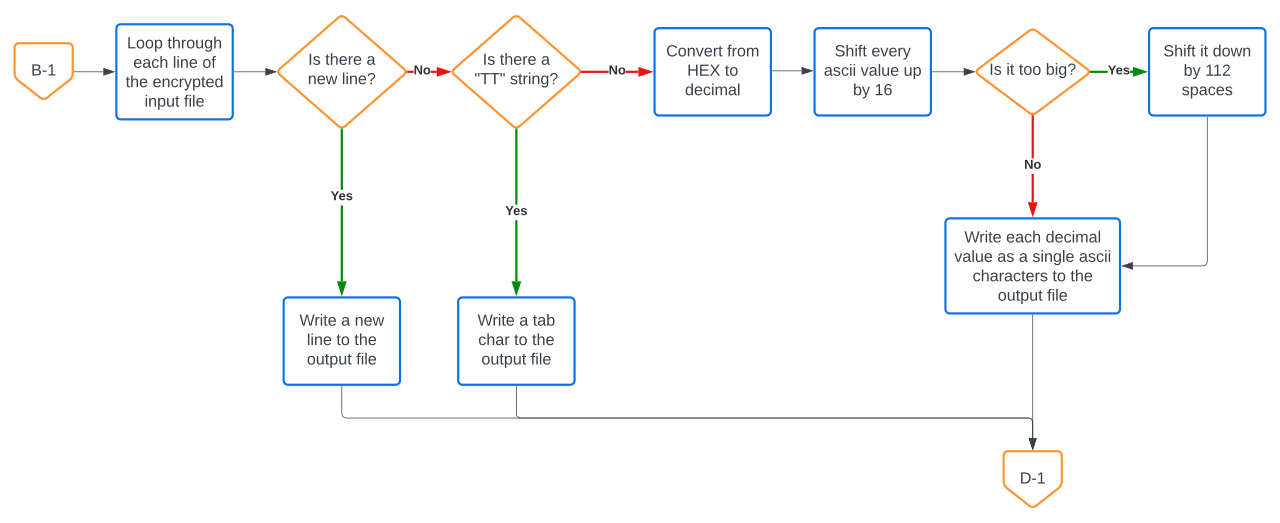 B-1
Loop through
each line of
the encrypted
input file
Is there a
new line?
No
Is there a
"TT" string?
No
Convert from
HEX to
decimal
Shift every
ascii value up
by 16
Is it too big?
Yes
Shift it down
by 112
spaces
Yes
Yes
No
Write each decimal
value as a single ascii
characters to the
output file
Write a new
line to the
output file
Write a tab
char to the
output file
D-1